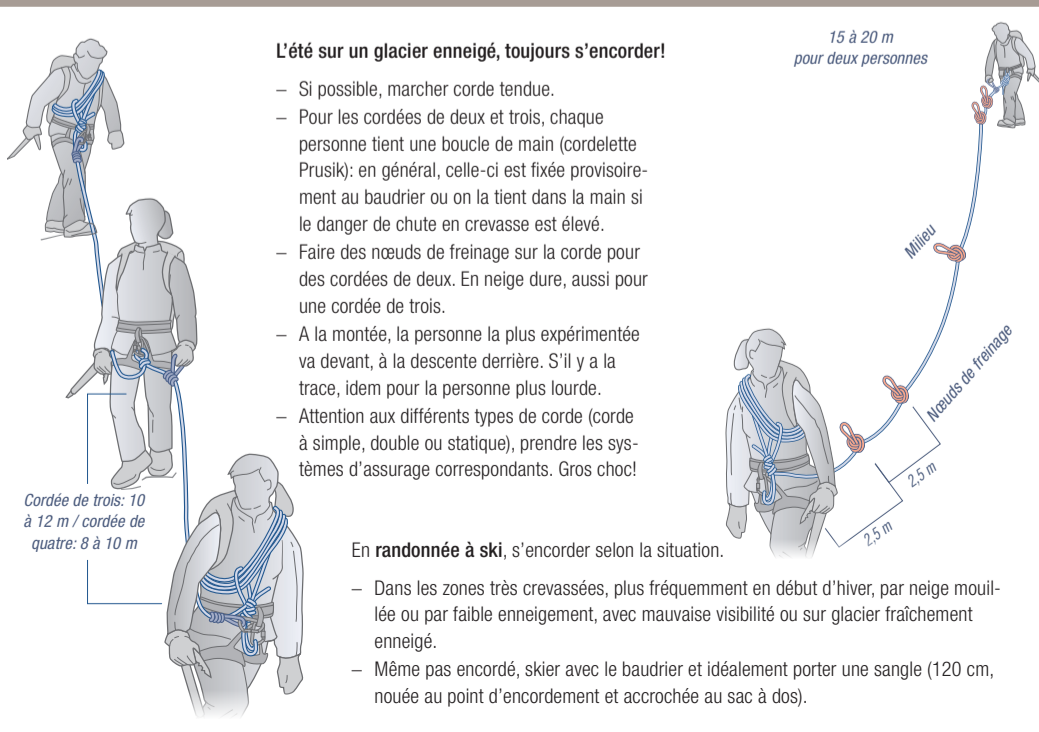 L'été sur un glacier enneigé, toujours s'encorder!
– Si possible, marcher corde tendue.
– Pour les cordées de deux et trois, chaque
personne tient une boucle de main (cordelette
Prusik): en général, celle-ci est fixée provisoire-
ment au baudrier ou on la tient dans la main si
le danger de chute en crevasse est élevé.
– Faire des nœuds de freinage sur la corde pour
des cordées de deux. En neige dure, aussi pour
une cordée de trois.
– A la montée, la personne la plus expérimentée
va devant, à la descente derrière. S'il y a la
trace, idem pour la personne plus lourde.
– Attention aux différents types de corde (corde
à simple, double ou statique), prendre les sys-
tèmes d'assurage correspondants. Gros choc!
Cordée de trois: 10
à 12 m / cordée de
quatre: 8 à 10 m
15 à 20 m
pour deux personnes
Milieu
Nœuds de freinage
2,5 m
2,5 m
En randonnée à ski, s'encorder selon la situation.
– Dans les zones très crevassées, plus fréquemment en début d'hiver, par neige mouil-
lée ou par faible enneigement, avec mauvaise visibilité ou sur glacier fraîchement
enneigé.
– Même pas encordé, skier avec le baudrier et idéalement porter une sangle (120 cm,
nouée au point d'encordement et accrochée au sac à dos).